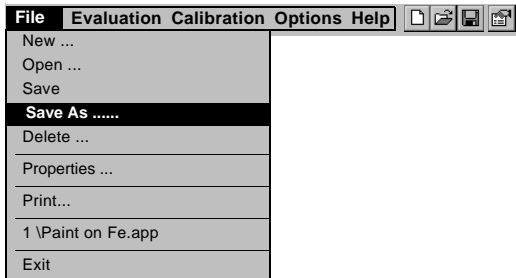 File Evaluation Calibration Options Help
New ...
Open ...
Save
Save As ......
Delete ...
Properties ...
Print...
1 \Paint on Fe.app
Exit